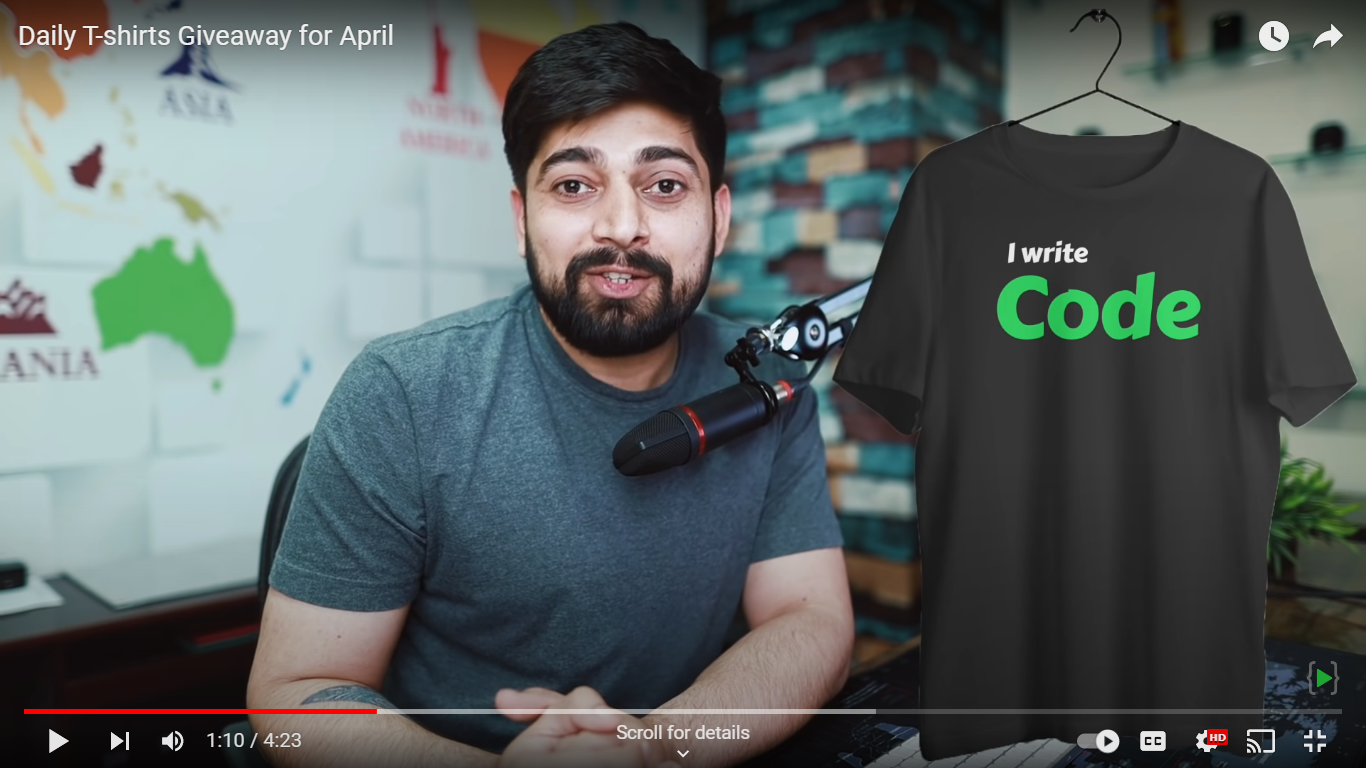 Daily T-shirts Giveaway for April
ASIA
NORTH
AMERICA
ANIA
I write
Code
1:10 / 4:23
Scroll for details
CC
HD